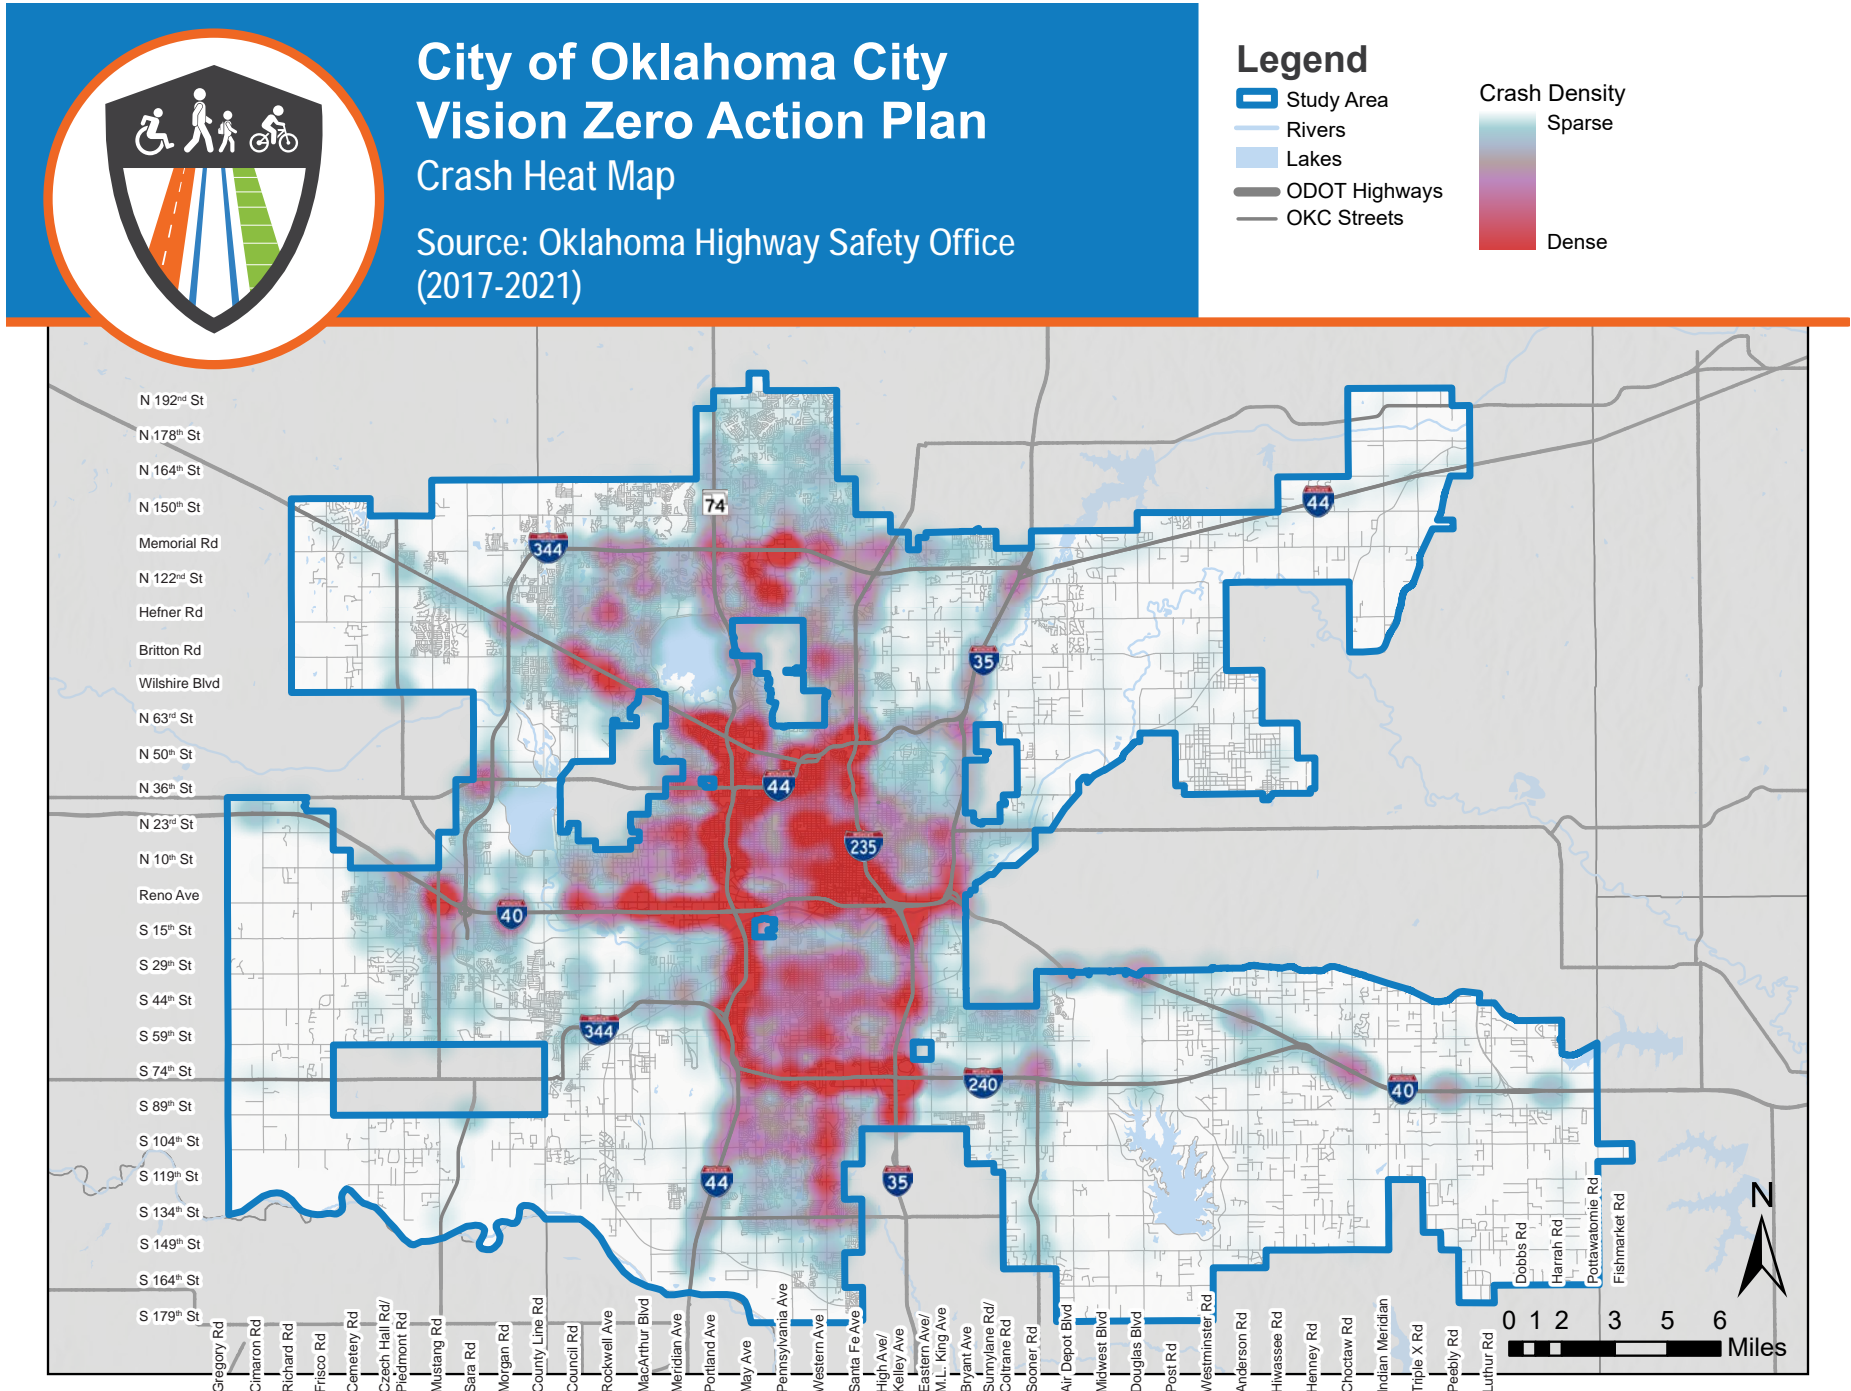 City of Oklahoma City
Vision Zero Action Plan
Crash Heat Map
Source: Oklahoma Highway Safety Office
(2017-2021)
Legend
Study Area
Rivers
Lakes
ODOT Highways
OKC Streets
Crash Density
Sparse
Dense
N 192nd St
N 178th St
N 164th St
N 150th St
Memorial Rd
N 122nd St
Hefner Rd
Britton Rd
Wilshire Blvd
N 63rd St
N 50th St
N 36th St
N 23rd St
N 10th St
Reno Ave
S 15th St
S 29th St
S 44th St
S 59th St
S 74th St
S 89th St
S 104th St
S 119th St
S 134th St
S 149th St
S 164th St
S 179th St
74
344
44
35
44
235
40
344
240
40
44
35
Gregory Rd
Cimaron Rd
Richard Rd
Frisco Rd
Cemetery Rd
Czech Hall Rd/
Piedmont Rd
Mustang Rd
Sara Rd
Morgan Rd
County Line Rd
Council Rd
Rockwell Ave
MacArthur Blvd
Meridian Ave
Portland Ave
May Ave
Pennsylvania Ave
Western Ave
Santa Fe Ave
High Ave/
Kelley Ave
Eastern Ave/
M.L. King Ave
Bryant Ave
Sunnylane Rd/
Coltrane Rd
Sooner Rd
Air Depot Blvd
Midwest Blvd
Douglas Blvd
Post Rd
Westminster Rd
Anderson Rd
Hiwassee Rd
Henney Rd
Choctaw Rd
Indian Meridian
Triple X Rd
Peebly Rd
Luthur Rd
Dobbs Rd
Harrah Rd
Pottawatomie Rd
Fishmarket Rd
N
0 1 2 3 5 6
Miles